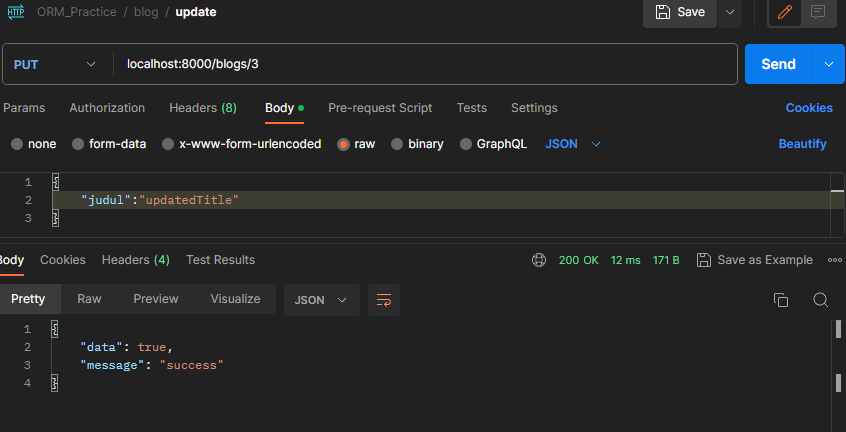 HTTP ORM_Practice / blog / update Save
PUT localhost:8000/blogs/3 Send
Params Authorization Headers (8) Body Pre-request Script Tests Settings Cookies
none form-data x-www-form-urlencoded raw binary GraphQL JSON Beautify
1 {
2 "judul":"updatedTitle"
3 }
Body Cookies Headers (4) Test Results 200 OK 12 ms 171 B Save as Example
Pretty Raw Preview Visualize JSON
1 {
2 "data": true,
3 "message": "success"
4 }